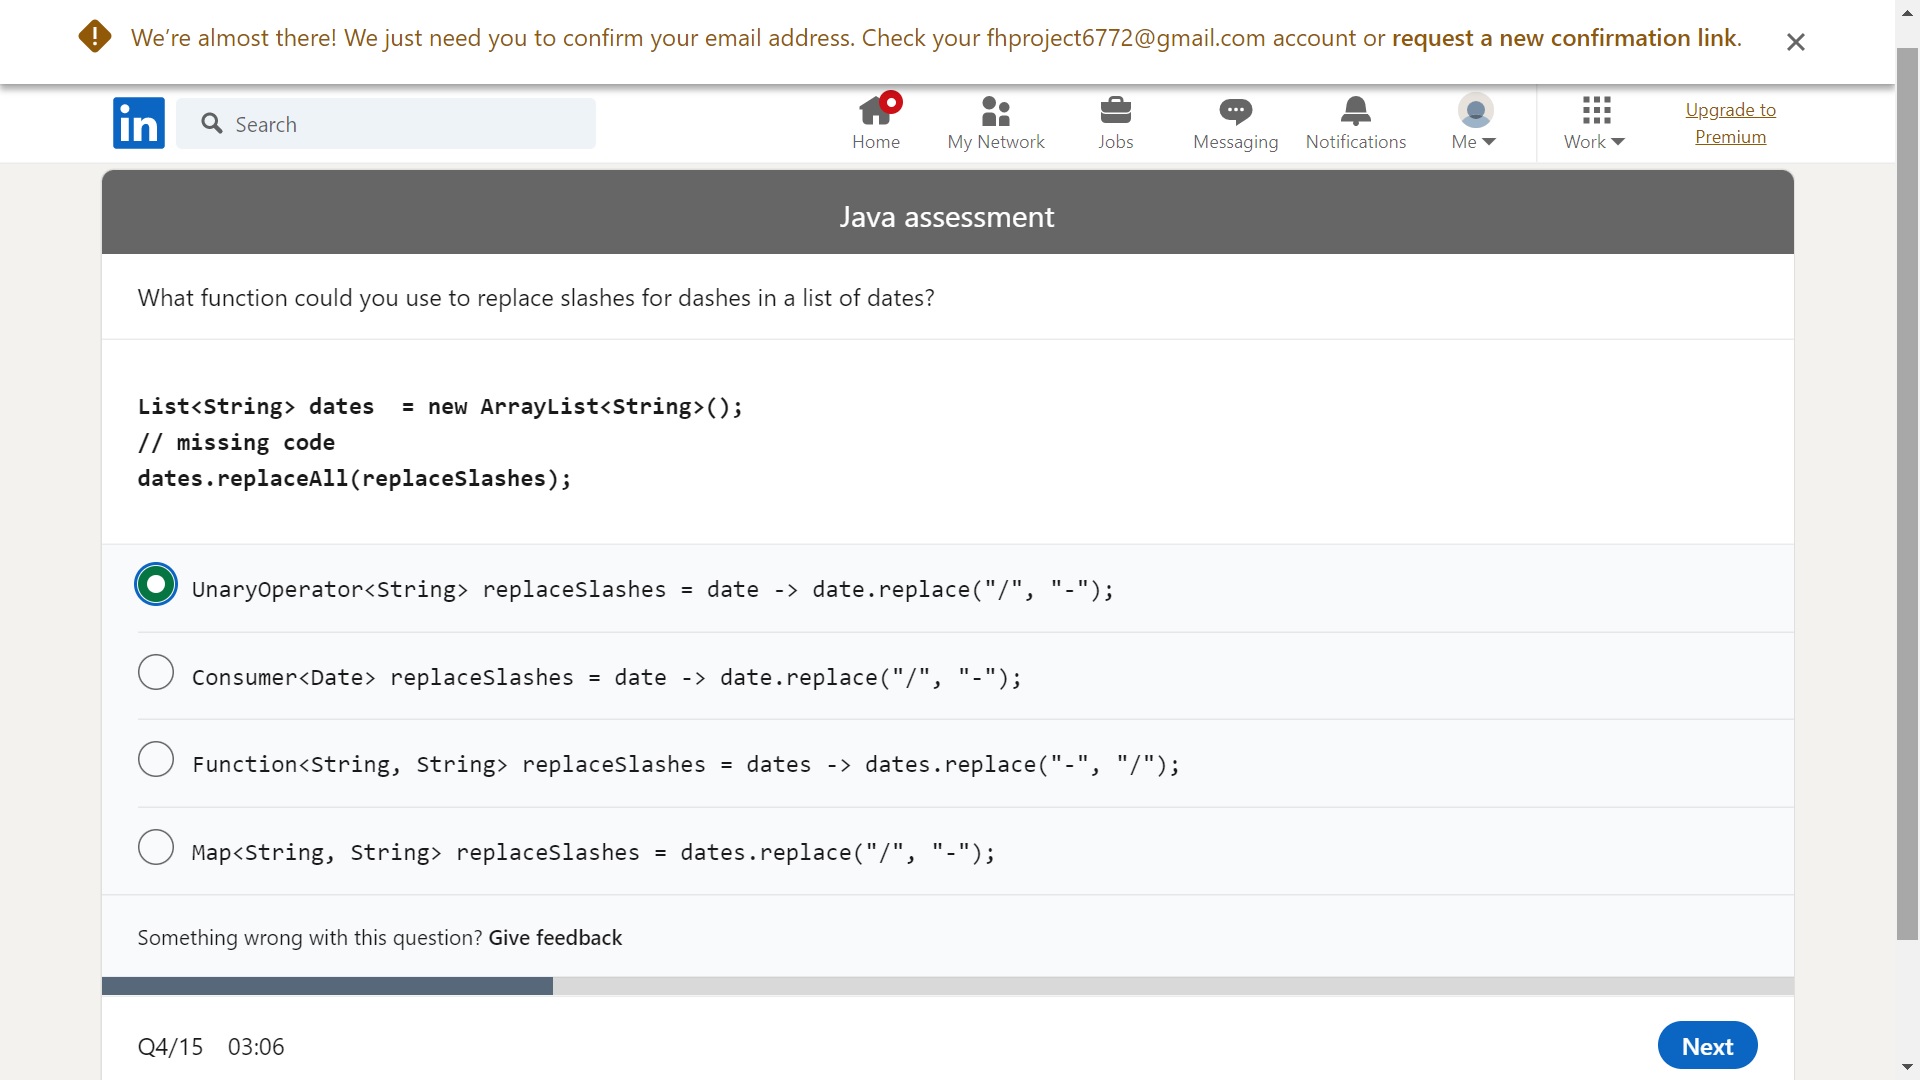 We’re almost there! We just need you to confirm your email address. Check your fhproject6772@gmail.com account or request a new confirmation link.
in
Search
Home
My Network
Jobs
Messaging
Notifications
Me
Work
Upgrade to
Premium
Java assessment
What function could you use to replace slashes for dashes in a list of dates?
List<String> dates  = new ArrayList<String>();
// missing code
dates.replaceAll(replaceSlashes);
UnaryOperator<String> replaceSlashes = date -> date.replace("/", "-");
Consumer<Date> replaceSlashes = date -> date.replace("/", "-");
Function<String, String> replaceSlashes = dates -> dates.replace("-", "/");
Map<String, String> replaceSlashes = dates.replace("/", "-");
Something wrong with this question? Give feedback
Q4/15 03:06
Next